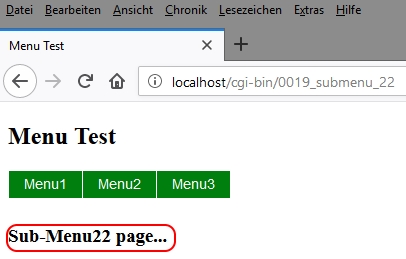 Datei Bearbeiten Ansicht Chronik Lesezeichen Extras Hilfe
Menu Test
localhost/cgi-bin/0019_submenu_22
Menu Test
Menu1 Menu2 Menu3
Sub-Menu22 page...